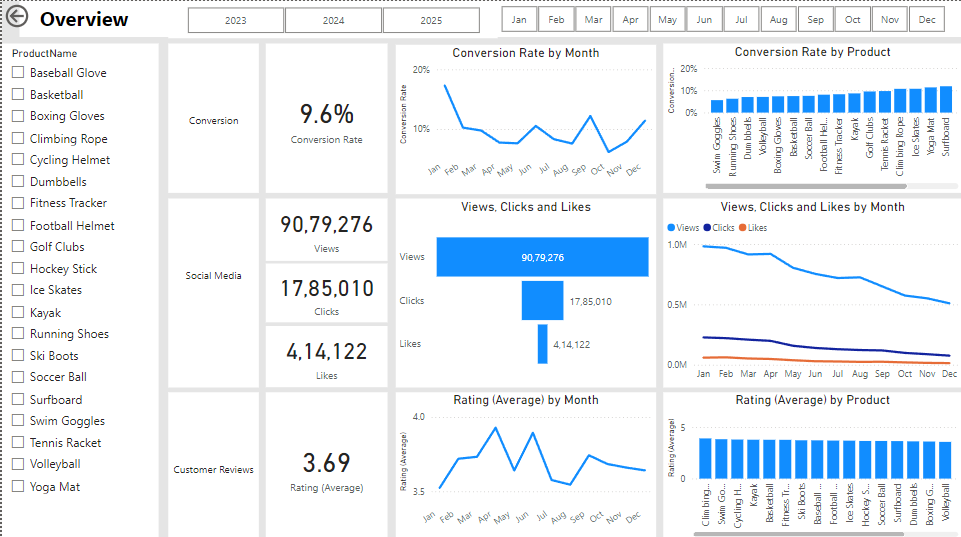 Overview
2023 2024 2025
Jan Feb Mar Apr May Jun Jul Aug Sep Oct Nov Dec
ProductName
Baseball Glove
Basketball
Boxing Gloves
Climbing Rope
Cycling Helmet
Dumbbells
Fitness Tracker
Football Helmet
Golf Clubs
Hockey Stick
Ice Skates
Kayak
Running Shoes
Ski Boots
Soccer Ball
Surfboard
Swim Goggles
Tennis Racket
Volleyball
Yoga Mat
Conversion
9.6%
Conversion Rate
Conversion Rate by Month
Conversion Rate
20%
10%
Jan Feb Mar Apr May Jun Jul Aug Sep Oct Nov Dec
Conversion Rate by Product
Conversion...
20%
10%
0%
Swim Goggles
Running Shoes
Dumbbells
Volleyball
Boxing Gloves
Basketball
Soccer Ball
Football Hel...
Fitness Tracker
Kayak
Golf Clubs
Tennis Racket
Climbing Rope
Ice Skates
Yoga Mat
Surfboard
Social Media
90,79,276
Views
17,85,010
Clicks
4,14,122
Likes
Views, Clicks and Likes
Views 90,79,276
Clicks 17,85,010
Likes 4,14,122
Views, Clicks and Likes by Month
Views Clicks Likes
1.0M
0.5M
0.0M
Jan Feb Mar Apr May Jun Jul Aug Sep Oct Nov Dec
Customer Reviews
3.69
Rating (Average)
Rating (Average) by Month
Rating (Average)
4.0
3.5
Jan Feb Mar Apr May Jun Jul Aug Sep Oct Nov Dec
Rating (Average) by Product
Rating (Average)
5
0
Climbing...
Swim Go...
Cycling H...
Kayak
Basketball
Fitness Tr...
Ski Boots
Baseball ...
Football ...
Ice Skates
Hockey S...
Soccer Ball
Surfboard
Dumbbells
Boxing G...
Volleyball